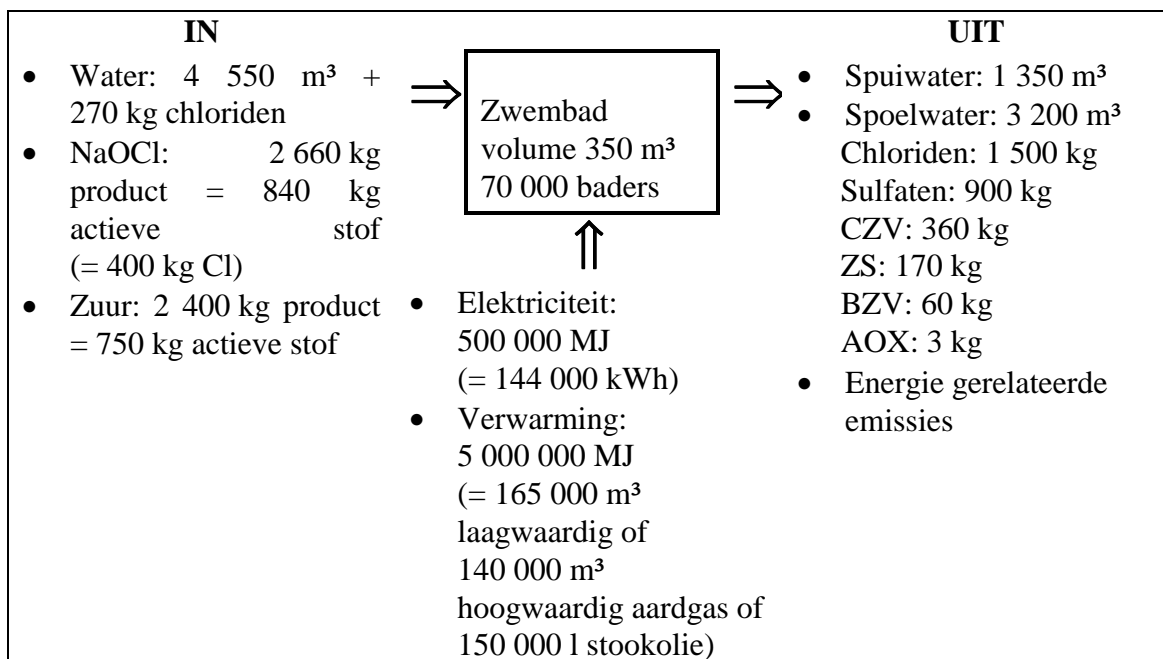 IN
• Water: 4 550 m³ +
270 kg chloriden
• NaOCl: 2 660 kg
product = 840 kg
actieve stof
(= 400 kg Cl)
• Zuur: 2 400 kg product
= 750 kg actieve stof
⇒
Zwembad
volume 350 m³
70 000 baders
⇑
• Elektriciteit:
500 000 MJ
(= 144 000 kWh)
• Verwarming:
5 000 000 MJ
(= 165 000 m³
laagwaardig of
140 000 m³
hoogwaardig aardgas of
150 000 l stookolie)
⇒
UIT
• Spuiwater: 1 350 m³
• Spoelwater: 3 200 m³
Chloriden: 1 500 kg
Sulfaten: 900 kg
CZV: 360 kg
ZS: 170 kg
BZV: 60 kg
AOX: 3 kg
• Energie gerelateerde
emissies